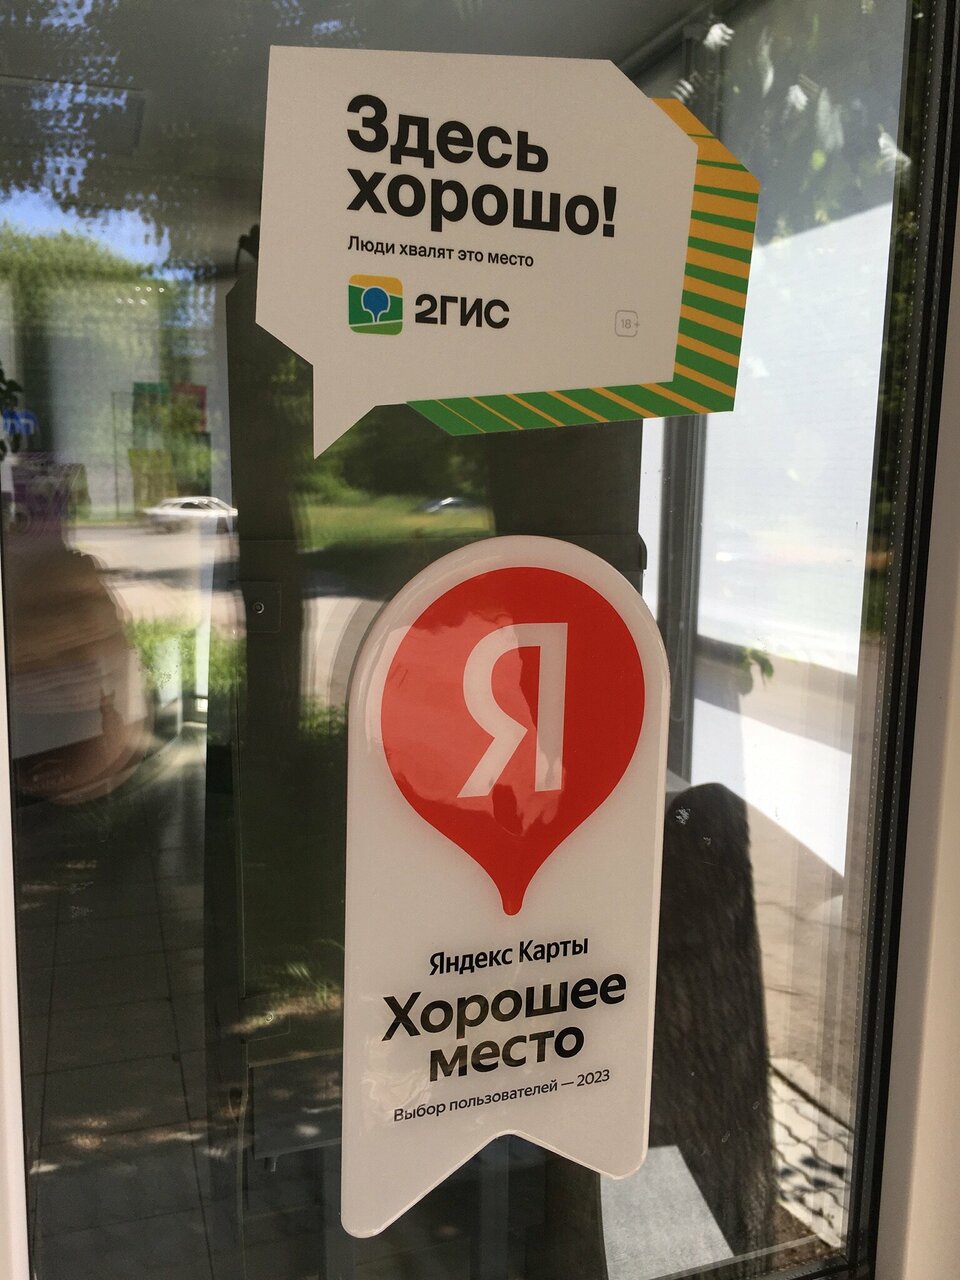 Здесь
хорошо!
Люди хвалят это место
2ГИС
18+
Я
Яндекс Карты
Хорошее
место
Выбор пользователей — 2023